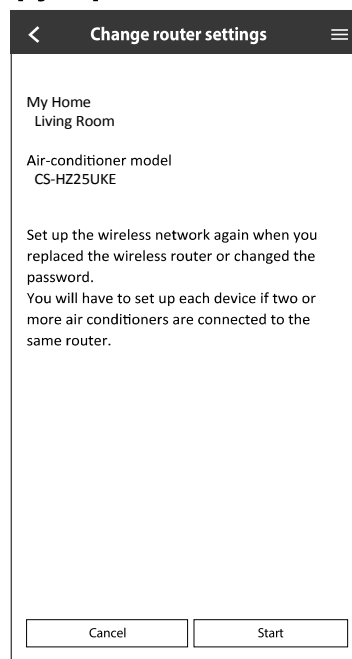 Change router settings
My Home
Living Room
Air-conditioner model
CS-HZ25UKE
Set up the wireless network again when you
replaced the wireless router or changed the
password.
You will have to set up each device if two or
more air conditioners are connected to the
same router.
Cancel
Start